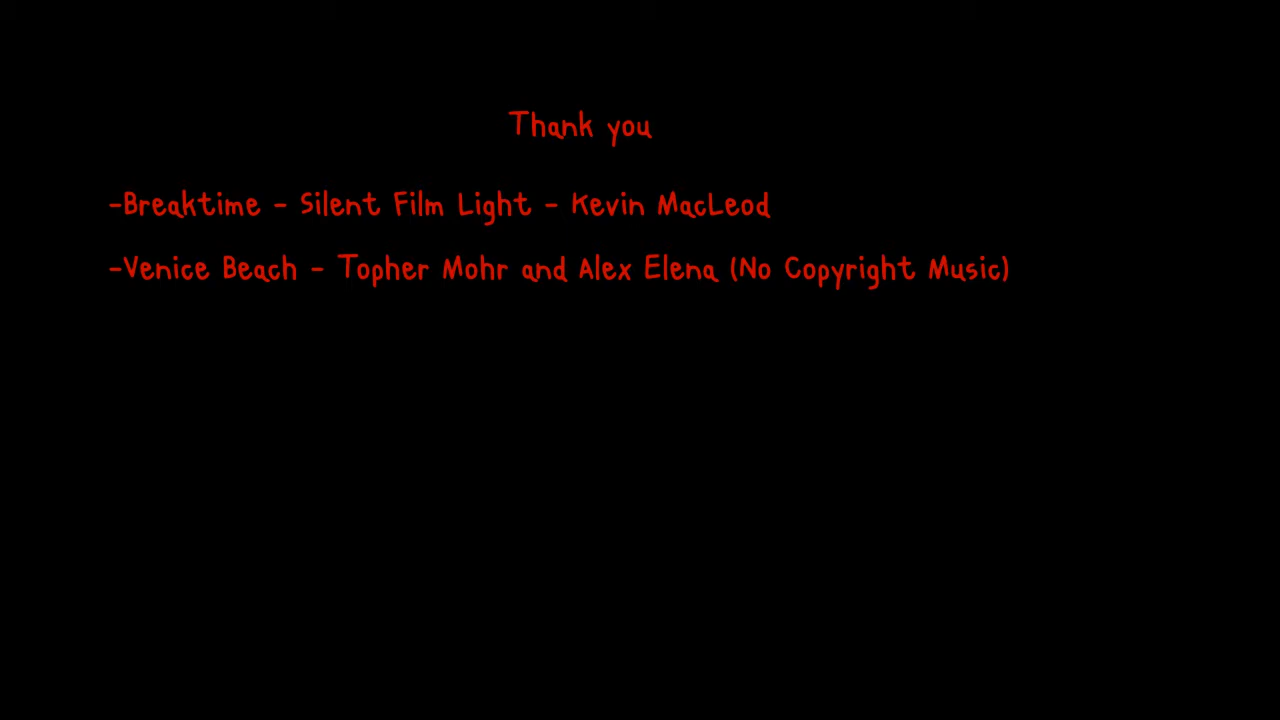 Thank you
-Breaktime - Silent Film Light - Kevin MacLeod
-Venice Beach - Topher Mohr and Alex Elena (No Copyright Music)